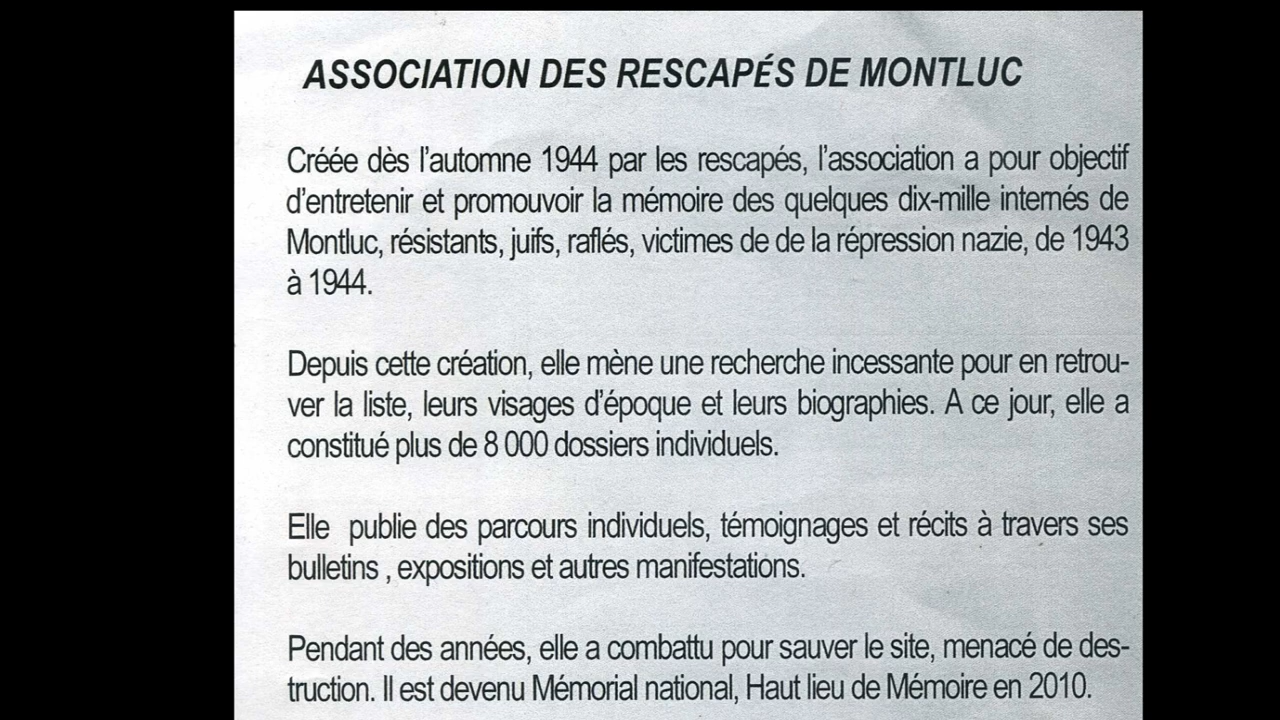 ASSOCIATION DES RESCAPÉS DE MONTLUC
Créée dès l'automne 1944 par les rescapés, l'association a pour objectif
d'entretenir et promouvoir la mémoire des quelques dix-mille internés de
Montluc, résistants, juifs, raflés, victimes de de la répression nazie, de 1943
à 1944.
Depuis cette création, elle mène une recherche incessante pour en retrou-
ver la liste, leurs visages d'époque et leurs biographies. A ce jour, elle a
constitué plus de 8 000 dossiers individuels.
Elle  publie des parcours individuels, témoignages et récits à travers ses
bulletins , expositions et autres manifestations.
Pendant des années, elle a combattu pour sauver le site, menacé de des-
truction. Il est devenu Mémorial national, Haut lieu de Mémoire en 2010.